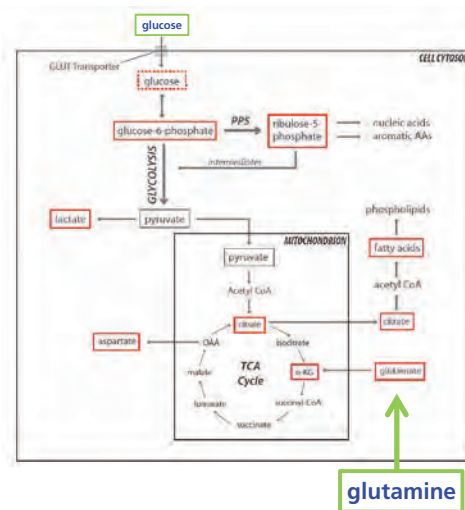 glucose
CELL CYTOSOL
GLUT Transporter
glucose
glucose-6-phosphate
PPS
ribulose-5-
phosphate
nucleic acids
aromatic AAs
GLYCOLYSIS
intermediates
lactate
pyruvate
phospholipids
MITOCHONDRION
fatty acids
pyruvate
acetyl CoA
Acetyl CoA
citrate
citrate
aspartate
OAA
isocitrate
TCA
Cycle
malate
α-KG
glutamate
fumarate
succinyl-CoA
succinate
glutamine